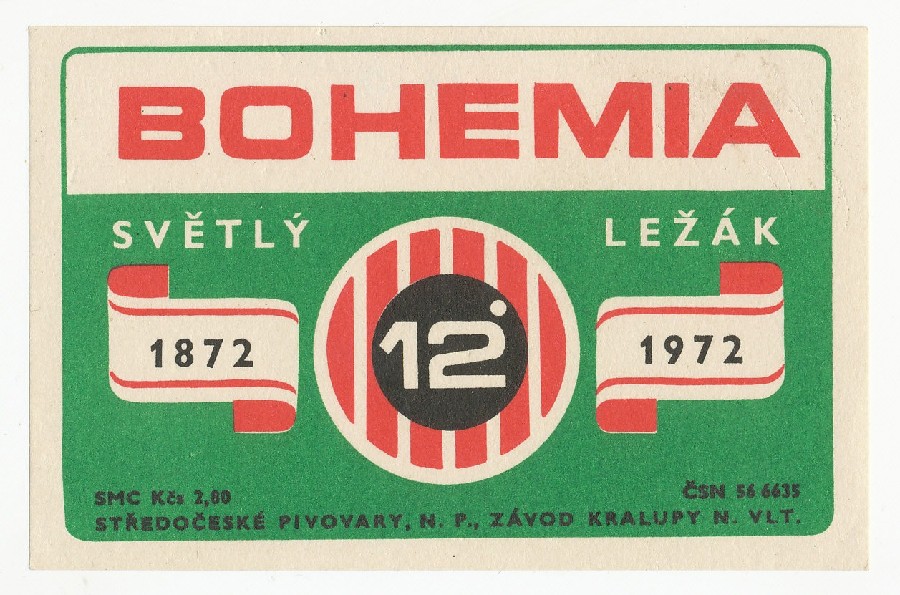 BOHEMIA
SVĚTLÝ LEŽÁK
1872 12° 1972
SMC Kčs 2,80 ČSN 56 6635
STŘEDOČESKÉ PIVOVARY, N. P., ZÁVOD KRALUPY N. VLT.